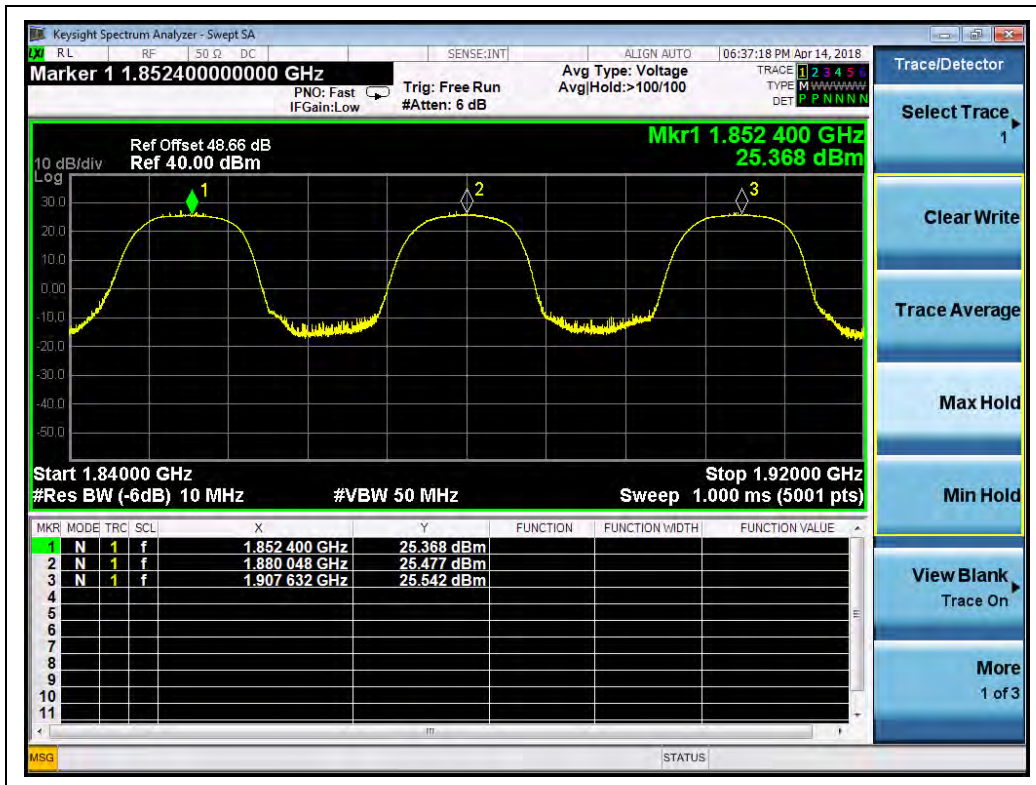 Keysight Spectrum Analyzer - Swept SA
LXI RL RF 50 Ω DC SENSE:INT ALIGN AUTO 06:37:18 PM Apr 14, 2018
Marker 1 1.852400000000 GHz
PNO: Fast
IFGain:Low
Trig: Free Run
#Atten: 6 dB
Avg Type: Voltage
Avg|Hold:>100/100
TRACE 1 2 3 4 5 6
TYPE M W W W W W
DET P P N N N N
Trace/Detector
Mkr1 1.852 400 GHz
25.368 dBm
Ref Offset 48.66 dB
10 dB/div Ref 40.00 dBm
Log
30.0
20.0
10.0
0.00
-10.0
-20.0
-30.0
-40.0
-50.0
1
2
3
Start 1.84000 GHz Stop 1.92000 GHz
#Res BW (-6dB) 10 MHz #VBW 50 MHz Sweep 1.000 ms (5001 pts)
MKR MODE TRC SCL X Y FUNCTION FUNCTION WIDTH FUNCTION VALUE
1 N 1 f 1.852 400 GHz 25.368 dBm
2 N 1 f 1.880 048 GHz 25.477 dBm
3 N 1 f 1.907 632 GHz 25.542 dBm
4
5
6
7
8
9
10
11
Select Trace
1
Clear Write
Trace Average
Max Hold
Min Hold
View Blank
Trace On
More
1 of 3
MSG STATUS